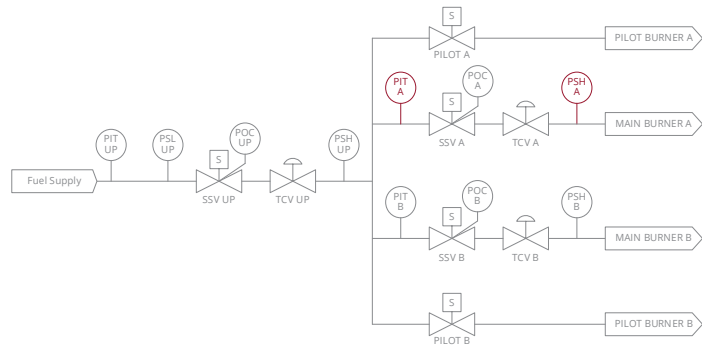 S
PILOT A
PILOT BURNER A
PIT
A
S
POC
A
SSV A
TCV A
PSH
A
MAIN BURNER A
Fuel Supply
PIT
UP
PSL
UP
S
POC
UP
SSV UP
TCV UP
PSH
UP
PIT
B
S
POC
B
SSV B
TCV B
PSH
B
MAIN BURNER B
S
PILOT B
PILOT BURNER B